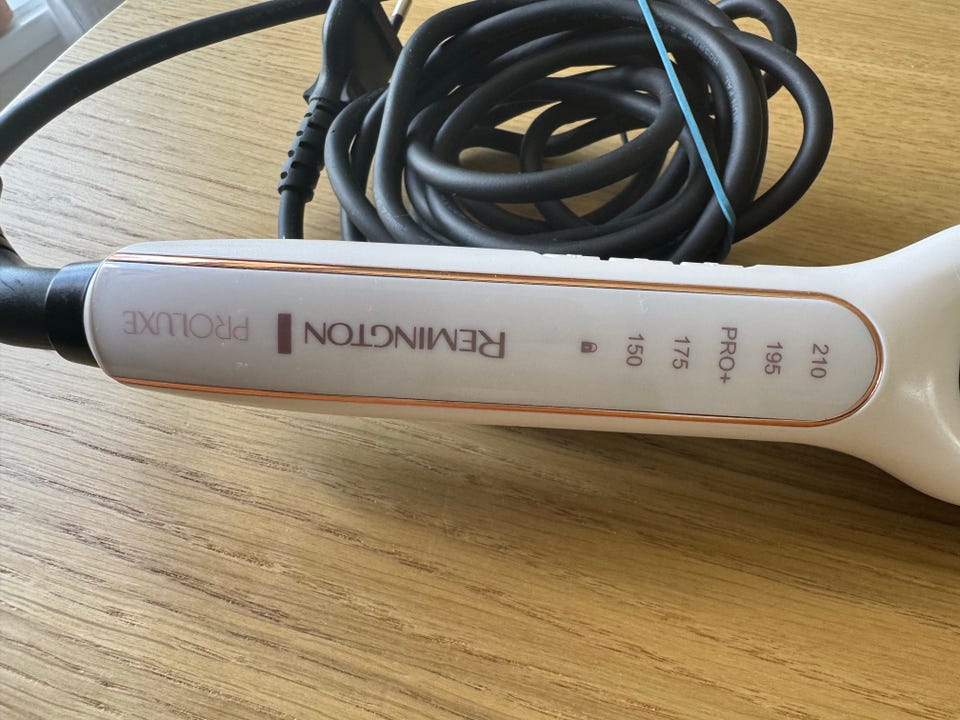 REMINGTON
PROLUXE
210
195
PRO+
175
150